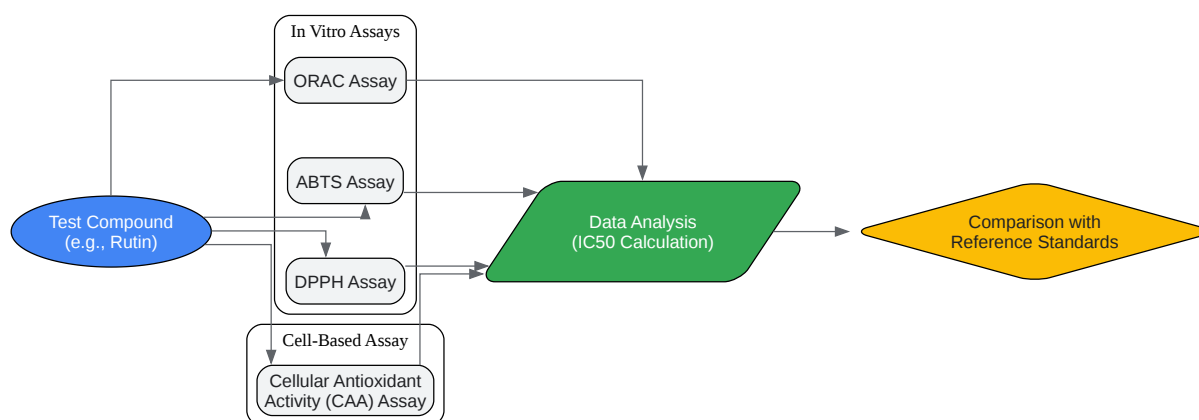 In Vitro Assays
ORAC Assay
ABTS Assay
DPPH Assay
Test Compound
(e.g., Rutin)
Cell-Based Assay
Cellular Antioxidant
Activity (CAA) Assay
Data Analysis
(IC50 Calculation)
Comparison with
Reference Standards